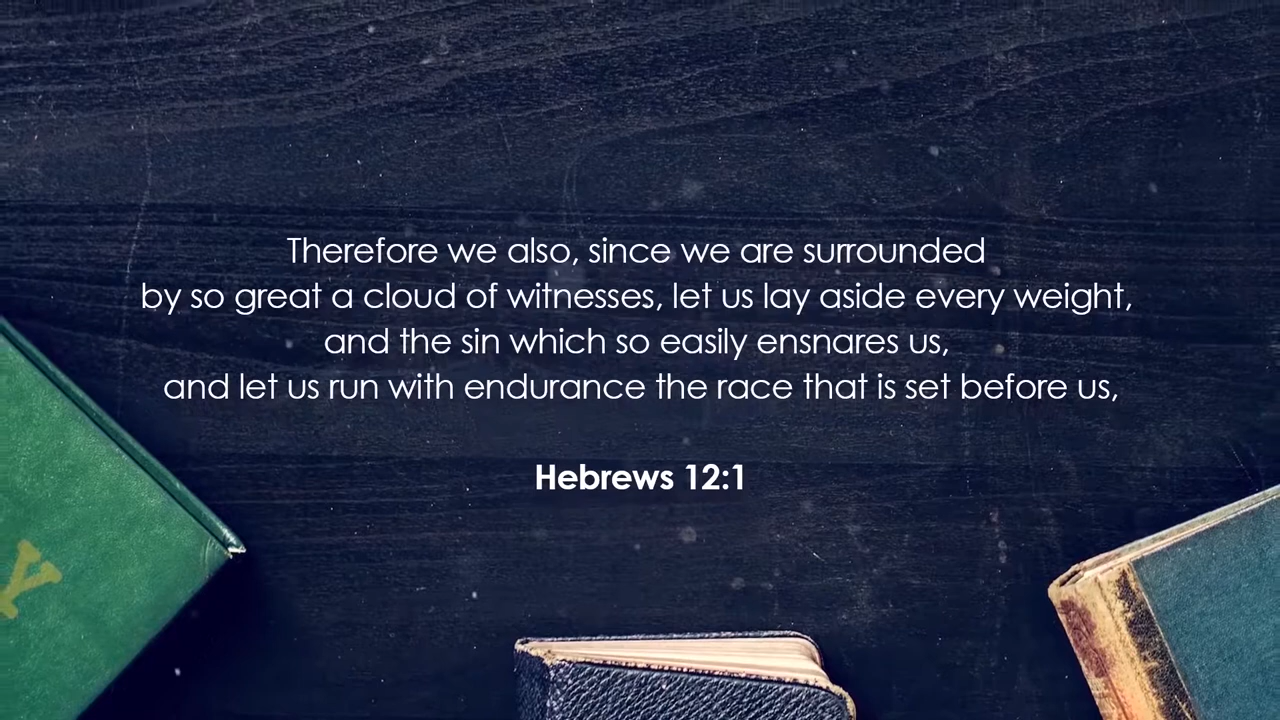 Therefore we also, since we are surrounded
by so great a cloud of witnesses, let us lay aside every weight,
and the sin which so easily ensnares us,
and let us run with endurance the race that is set before us,
Hebrews 12:1
Y